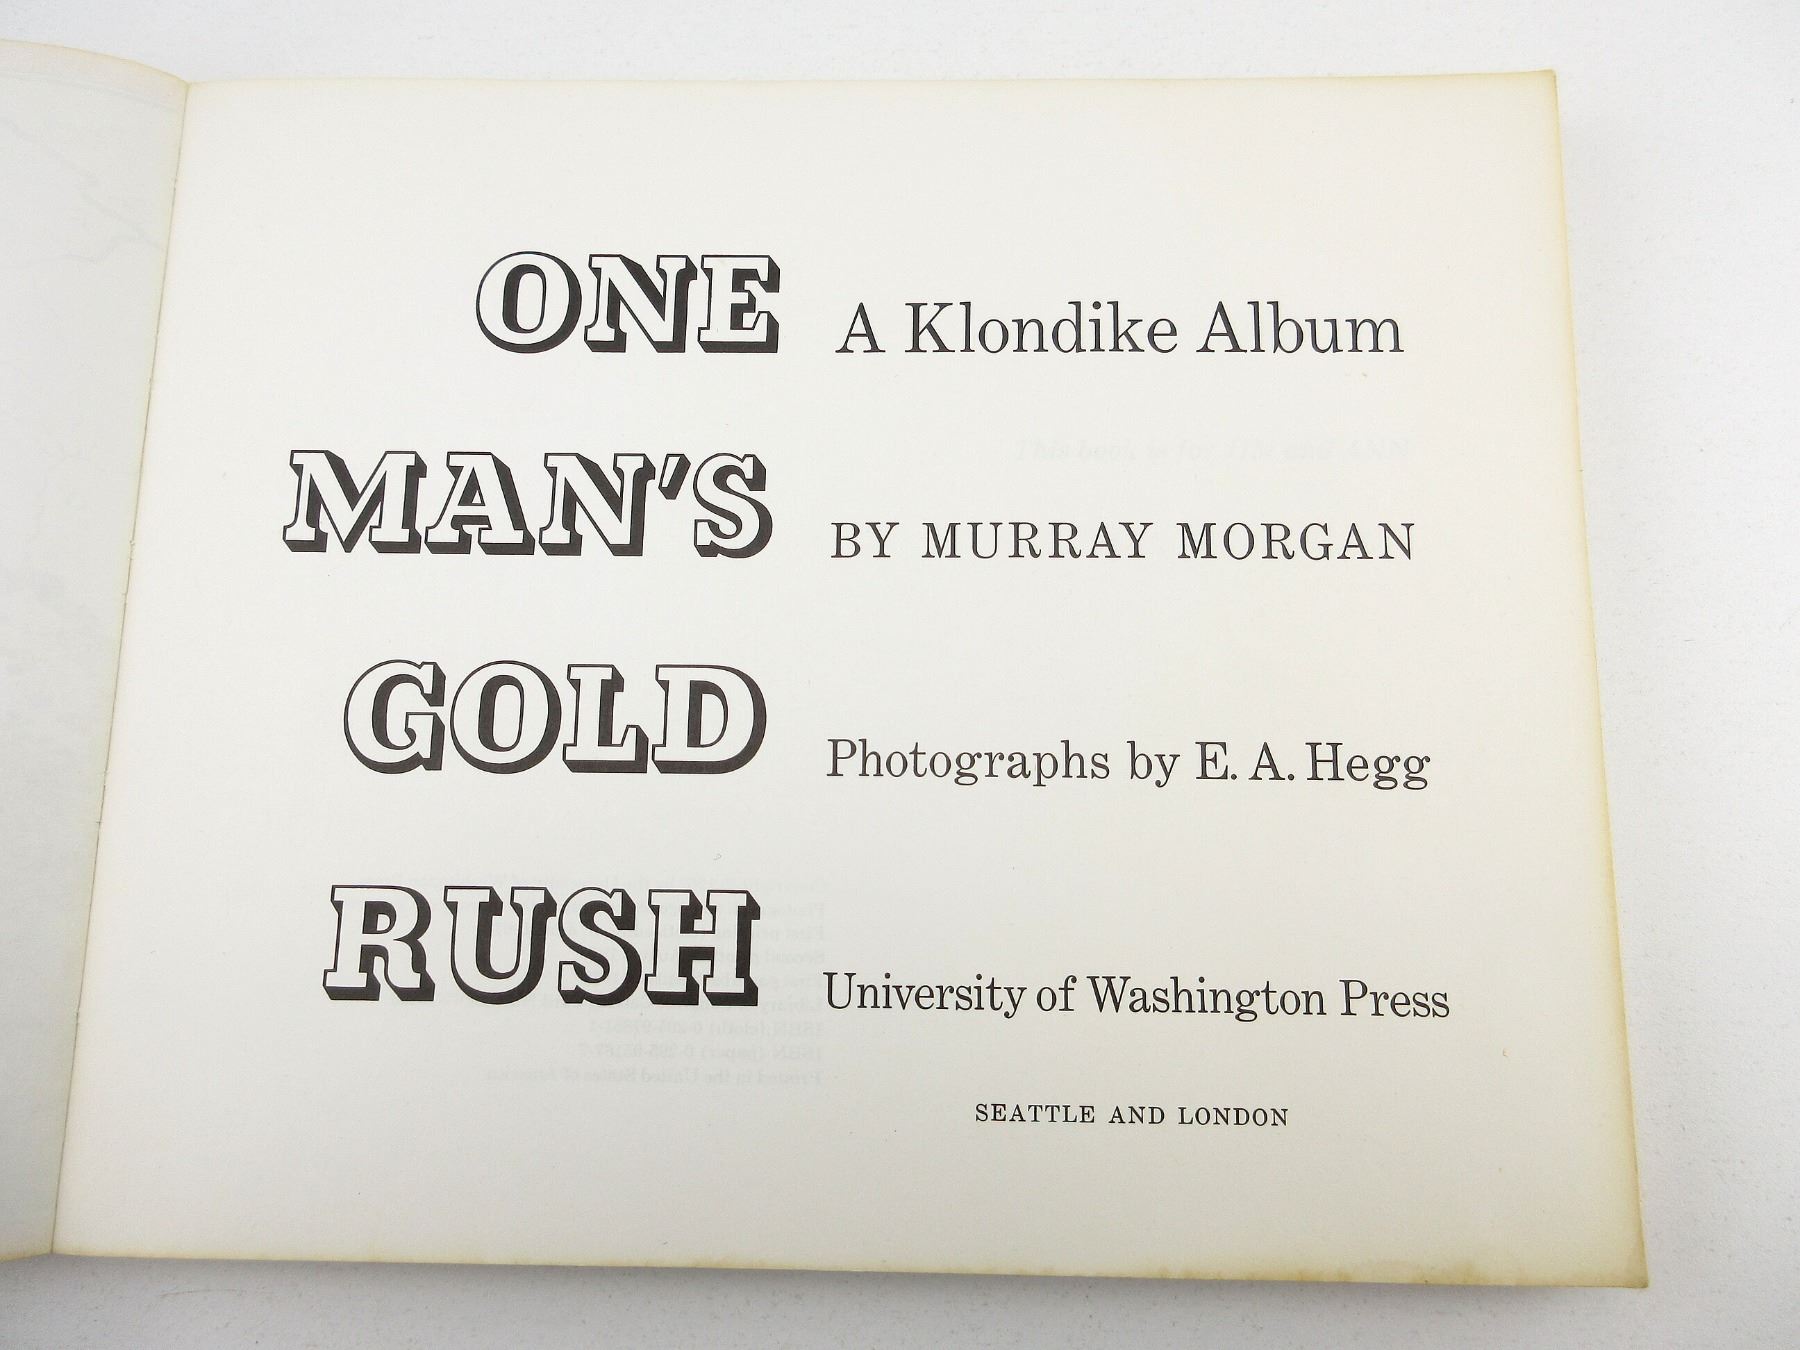 ONE
A Klondike Album
MAN'S
BY MURRAY MORGAN
GOLD
Photographs by E. A. Hegg
RUSH
University of Washington Press
SEATTLE AND LONDON